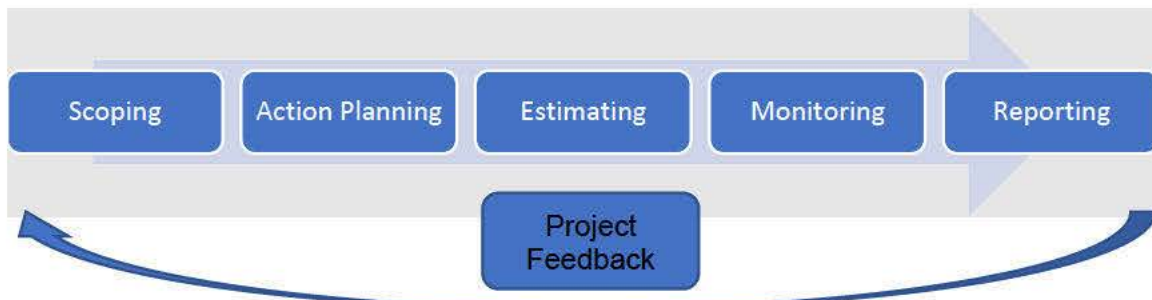 Scoping
Action Planning
Estimating
Monitoring
Reporting
Project
Feedback